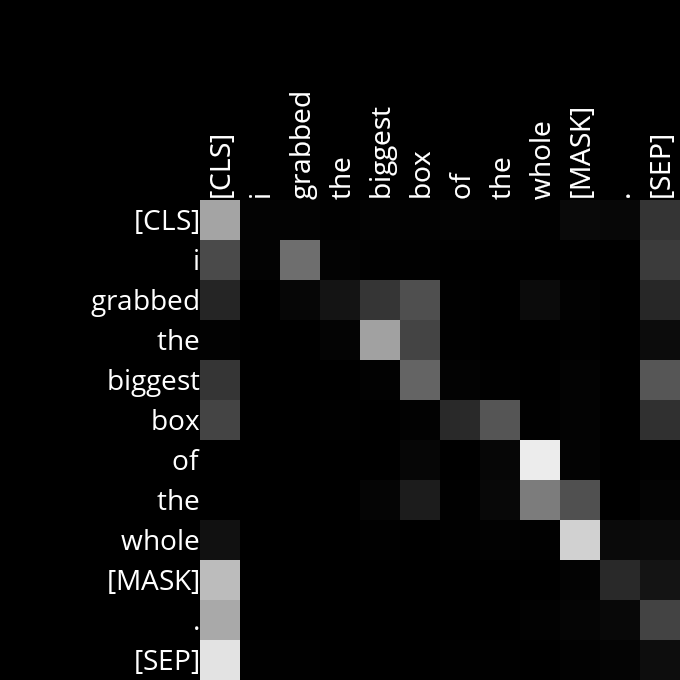 [CLS] i grabbed the biggest box of the whole [MASK] . [SEP]
[CLS]
i
grabbed
the
biggest
box
of
the
whole
[MASK]
.
[SEP]